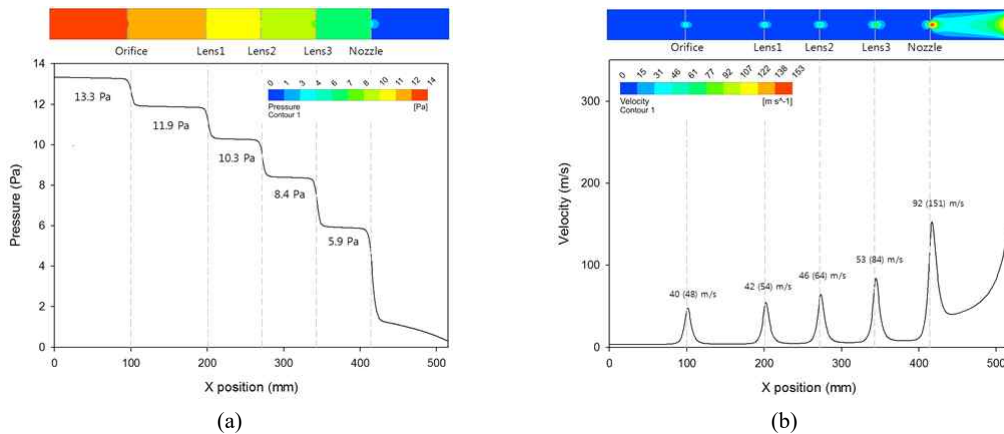 Orifice Lens1 Lens2 Lens3 Nozzle
14
12
10
8
6
4
2
0
Pressure (Pa)
13.3 Pa
11.9 Pa
10.3 Pa
8.4 Pa
5.9 Pa
0 1 3 4 6 7 8 10 11 12 14
Pressure [Pa]
Contour 1
0 100 200 300 400 500
X position (mm)
(a)
Orifice Lens1 Lens2 Lens3 Nozzle
300
200
100
0
Velocity (m/s)
0 15 31 46 61 77 92 107 122 138 153
Velocity [m s^-1]
Contour 1
40 (48) m/s
42 (54) m/s
46 (64) m/s
53 (84) m/s
92 (151) m/s
0 100 200 300 400 500
X position (mm)
(b)